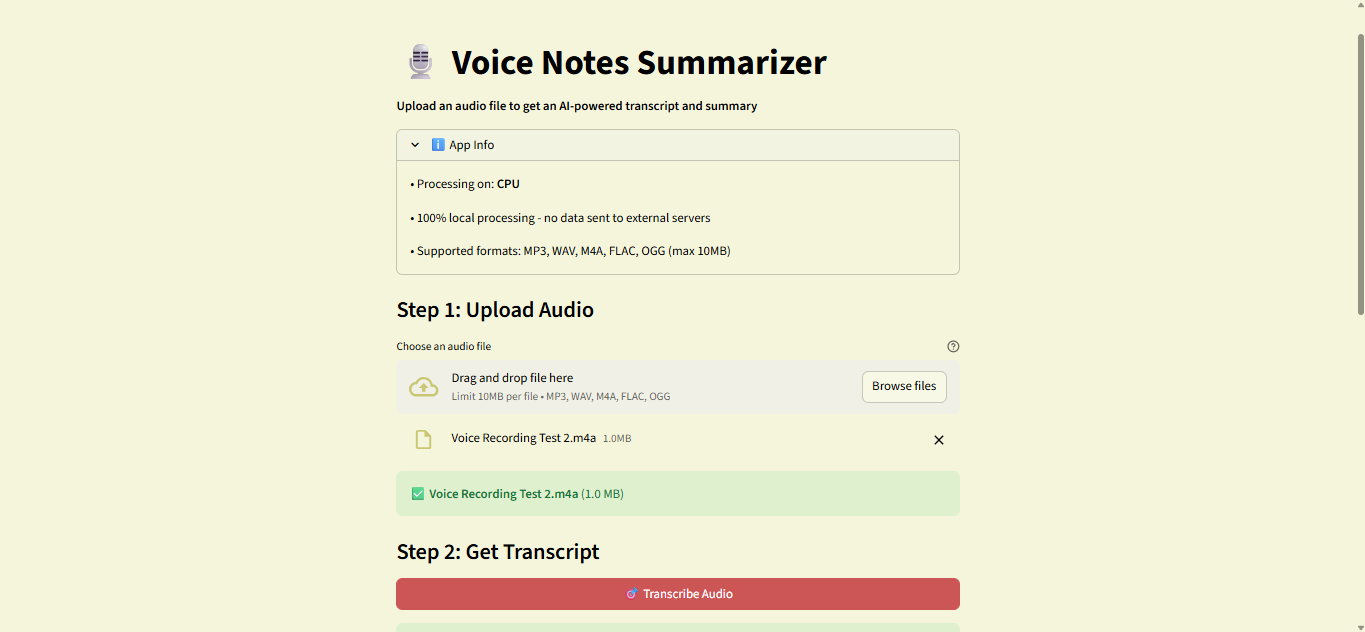 Voice Notes Summarizer
Upload an audio file to get an AI-powered transcript and summary
App Info
• Processing on: CPU
• 100% local processing - no data sent to external servers
• Supported formats: MP3, WAV, M4A, FLAC, OGG (max 10MB)
Step 1: Upload Audio
Choose an audio file
Drag and drop file here
Limit 10MB per file • MP3, WAV, M4A, FLAC, OGG
Browse files
Voice Recording Test 2.m4a 1.0MB
Voice Recording Test 2.m4a (1.0 MB)
Step 2: Get Transcript
Transcribe Audio